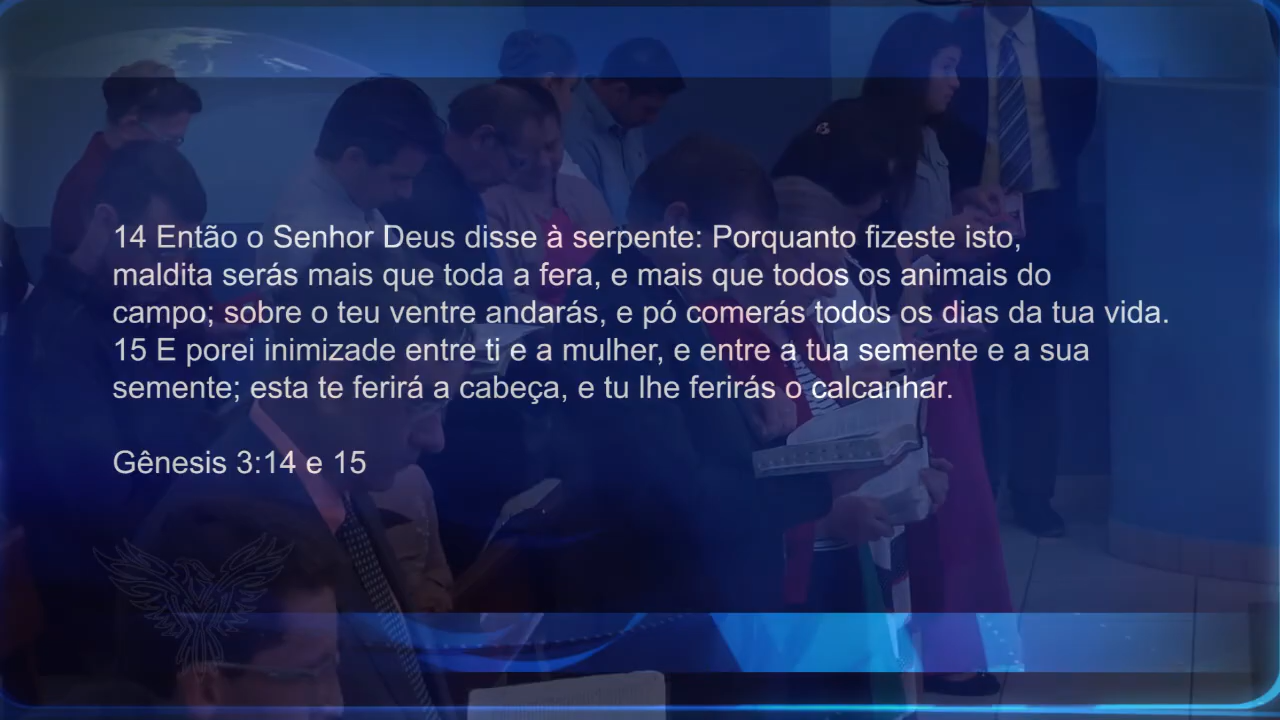 14 Então o Senhor Deus disse à serpente: Porquanto fizeste isto,
maldita serás mais que toda a fera, e mais que todos os animais do
campo; sobre o teu ventre andarás, e pó comerás todos os dias da tua vida.
15 E porei inimizade entre ti e a mulher, e entre a tua semente e a sua
semente; esta te ferirá a cabeça, e tu lhe ferirás o calcanhar.
Gênesis 3:14 e 15